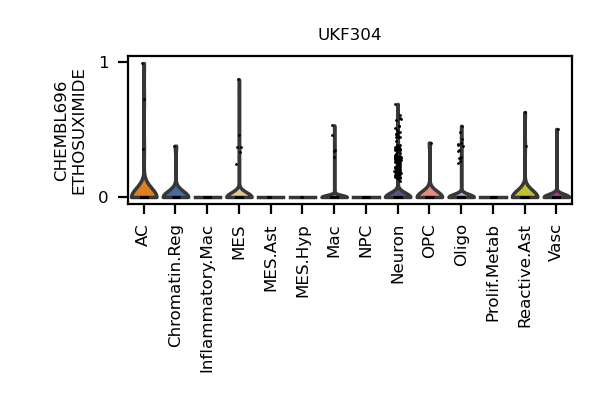 UKF304
CHEMBL696
ETHOSUXIMIDE
1
0
AC
Chromatin.Reg
Inflammatory.Mac
MES
MES.Ast
MES.Hyp
Mac
NPC
Neuron
OPC
Oligo
Prolif.Metab
Reactive.Ast
Vasc